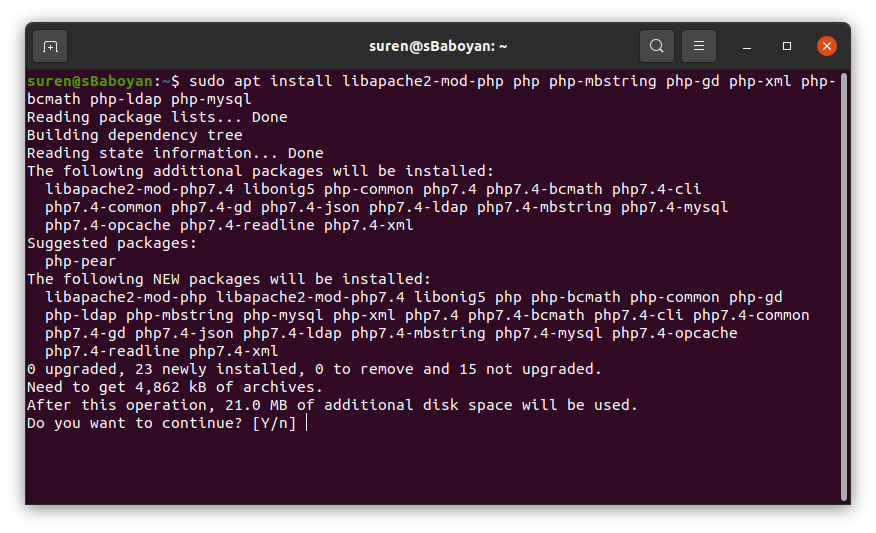 suren@sBaboyan: ~
suren@sBaboyan:~$ sudo apt install libapache2-mod-php php php-mbstring php-gd php-xml php-
bcmath php-ldap php-mysql
Reading package lists... Done
Building dependency tree
Reading state information... Done
The following additional packages will be installed:
  libapache2-mod-php7.4 libonig5 php-common php7.4 php7.4-bcmath php7.4-cli
  php7.4-common php7.4-gd php7.4-json php7.4-ldap php7.4-mbstring php7.4-mysql
  php7.4-opcache php7.4-readline php7.4-xml
Suggested packages:
  php-pear
The following NEW packages will be installed:
  libapache2-mod-php libapache2-mod-php7.4 libonig5 php php-bcmath php-common php-gd
  php-ldap php-mbstring php-mysql php-xml php7.4 php7.4-bcmath php7.4-cli php7.4-common
  php7.4-gd php7.4-json php7.4-ldap php7.4-mbstring php7.4-mysql php7.4-opcache
  php7.4-readline php7.4-xml
0 upgraded, 23 newly installed, 0 to remove and 15 not upgraded.
Need to get 4,862 kB of archives.
After this operation, 21.0 MB of additional disk space will be used.
Do you want to continue? [Y/n]